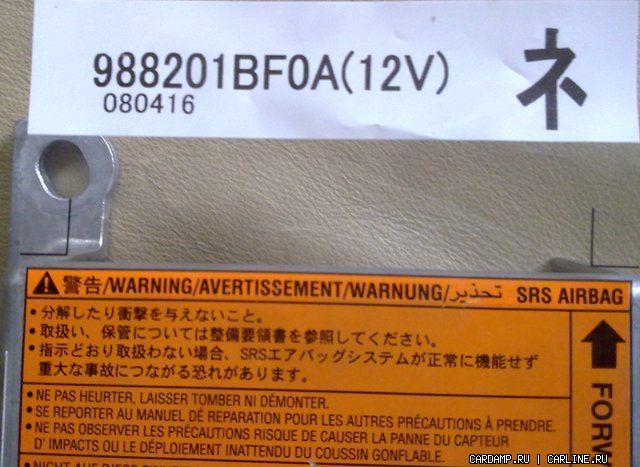 988201BF0A(12V)
080416
ネ
警告/WARNING/AVERTISSEMENT/WARNUNG/تحذير SRS AIRBAG
• 分解したり衝撃を与えないこと。
• 取扱い、保管については整備要領書を参照してください。
• 指示どおり取扱わない場合、SRSエアバッグシステムが正常に機能せず
重大な事故につながる恐れがあります。
• NE PAS HEURTER, LAISSER TOMBER NI DÉMONTER.
• SE REPORTER AU MANUEL DE REPARATION POUR LES AUTRES PRÉCAUTIONS À PRENDRE.
• NE PAS OBSERVER LES PRÉCAUTIONS RISQUE DE CAUSER LA PANNE DU CAPTEUR
D' IMPACTS OU LE DÉPLOIEMENT INATTENDU DU COUSSIN GONFLABLE.
FORW
CARDAMP.RU | CARLINE.RU